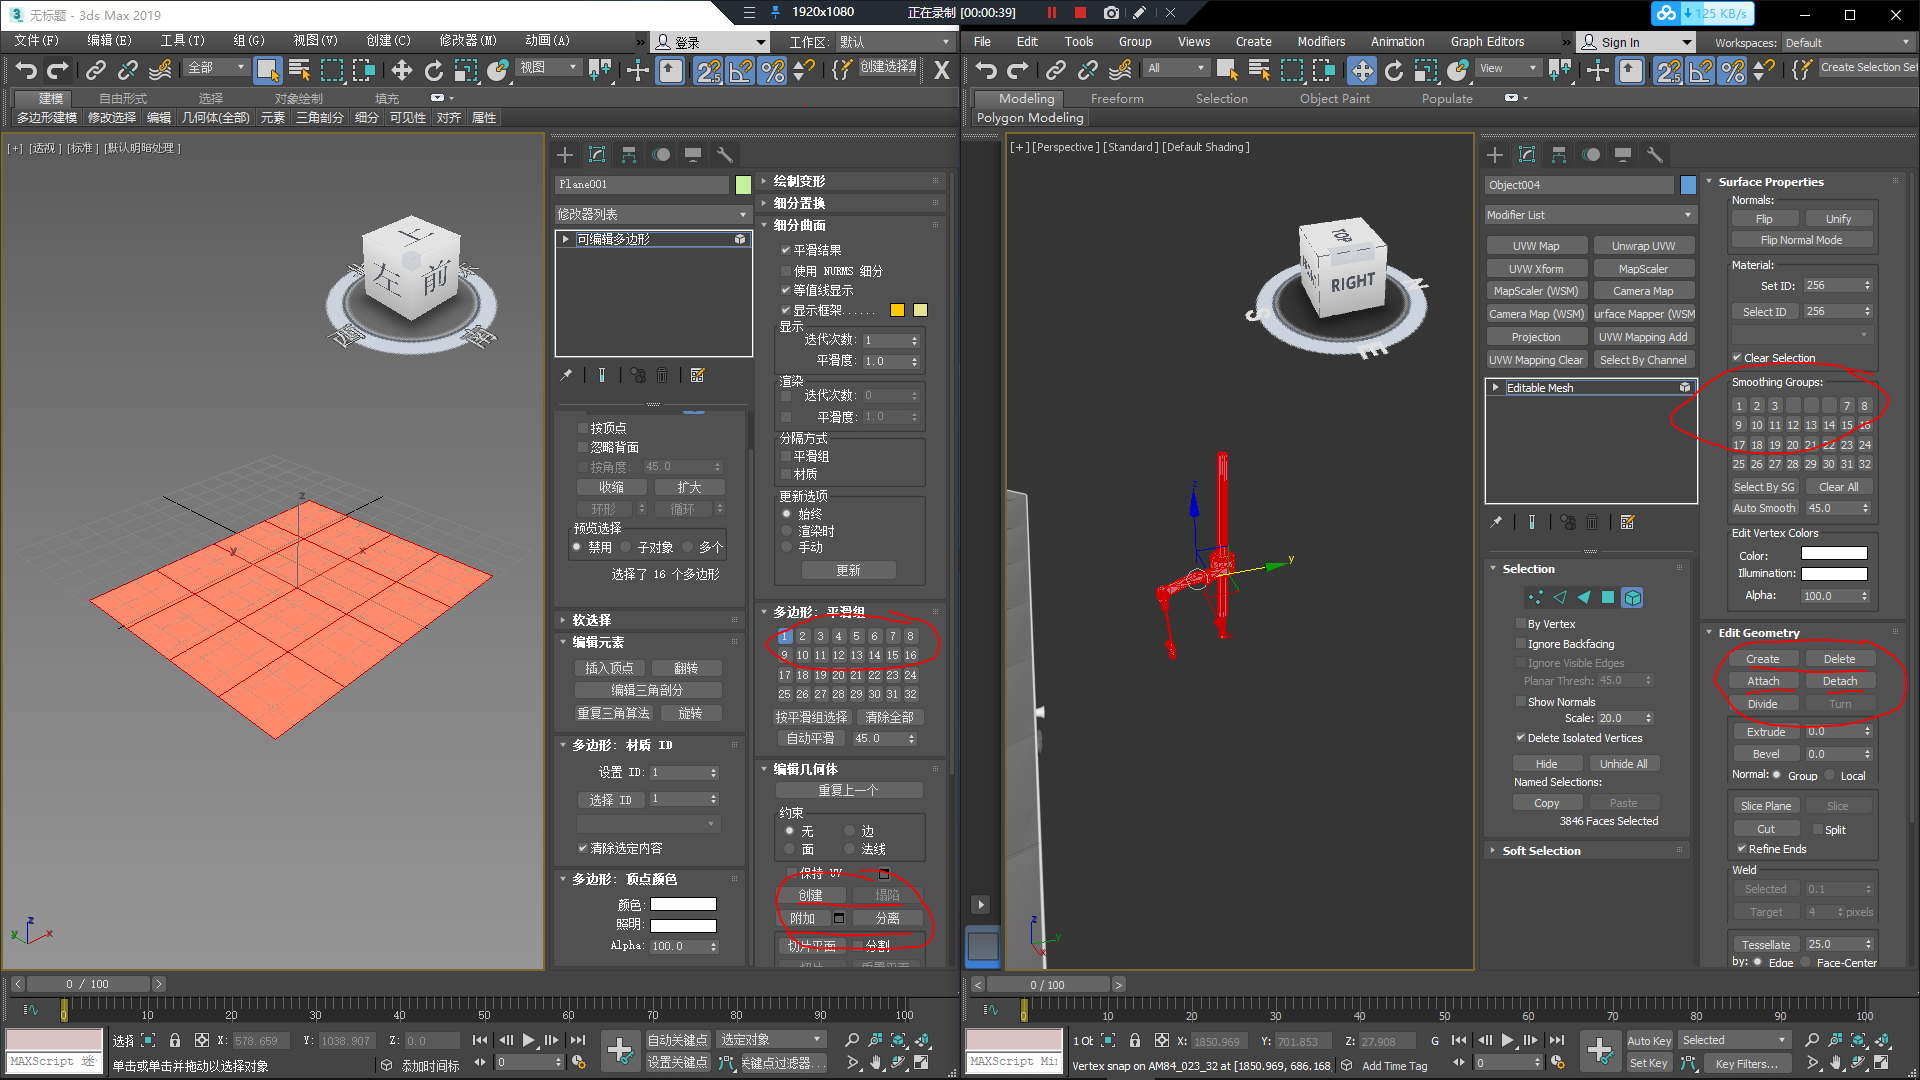 无标题 - 3ds Max 2019
1920x1080
正在录制 [00:00:39]
125 KB/s
文件(F) 编辑(E) 工具(T) 组(G) 视图(V) 创建(C) 修改器(M) 动画(A) » 登录 工作区: 默认
File Edit Tools Group Views Create Modifiers Animation Graph Editors » Sign In Workspaces: Default
全部 视图 创建选择集
All View Create Selection Set
建模 自由形式 选择 对象绘制 填充
Modeling Freeform Selection Object Paint Populate
多边形建模 修改选择 编辑 几何体(全部) 元素 三角剖分 细分 可见性 对齐 属性
Polygon Modeling
[+] [透视] [标准] [默认明暗处理]
上
左
前
z
y
x
Plane001
修改器列表
可编辑多边形
按顶点
忽略背面
按角度: 45.0
收缩 扩大
环形 循环
预览选择
禁用 子对象 多个
选择了 16 个多边形
软选择
编辑元素
插入顶点 翻转
编辑三角剖分
重复三角算法 旋转
多边形: 材质 ID
设置 ID: 1
选择 ID 1
清除选定内容
多边形: 顶点颜色
颜色:
照明:
Alpha: 100.0
绘制变形
细分置换
细分曲面
平滑结果
使用 NURMS 细分
等值线显示
显示框架......
显示
迭代次数: 1
平滑度: 1.0
渲染
迭代次数: 0
平滑度: 1.0
分隔方式
平滑组
材质
更新选项
始终
渲染时
手动
更新
多边形: 平滑组
1 2 3 4 5 6 7 8
9 10 11 12 13 14 15 16
17 18 19 20 21 22 23 24
25 26 27 28 29 30 31 32
按平滑组选择 清除全部
自动平滑 45.0
编辑几何体
重复上一个
约束
无 边
面 法线
保持 UV
创建 塌陷
附加 分离
切片平面 分割
切片 重置平面
[+] [Perspective] [Standard] [Default Shading]
TOP
RIGHT
S
E
z
y
Object004
Modifier List
UVW Map Unwrap UVW
UVW Xform MapScaler
MapScaler (WSM) Camera Map
Camera Map (WSM) urface Mapper (WSM
Projection UVW Mapping Add
UVW Mapping Clear Select By Channel
Editable Mesh
Selection
By Vertex
Ignore Backfacing
Ignore Visible Edges
Planar Thresh: 45.0
Show Normals
Scale: 20.0
Delete Isolated Vertices
Hide Unhide All
Named Selections:
Copy Paste
3846 Faces Selected
Soft Selection
Surface Properties
Normals:
Flip Unify
Flip Normal Mode
Material:
Set ID: 256
Select ID 256
Clear Selection
Smoothing Groups:
1 2 3 7 8
9 10 11 12 13 14 15 16
17 18 19 20 21 22 23 24
25 26 27 28 29 30 31 32
Select By SG Clear All
Auto Smooth 45.0
Edit Vertex Colors
Color:
Illumination:
Alpha: 100.0
Edit Geometry
Create Delete
Attach Detach
Divide Turn
Extrude 0.0
Bevel 0.0
Normal: Group Local
Slice Plane Slice
Cut Split
Refine Ends
Weld
Selected 0.1
Target 4 pixels
Tessellate 25.0
by: Edge Face-Center
z
y
x
z
y
x
< 0 / 100 >
< 0 / 100 >
0 10 20 30 40 50 60 70 80 90 100
0 10 20 30 40 50 60 70 80 90 100
选择 X: 578.659 Y: 1038.907 Z: 0.0 自动关键点 选定对象
MAXScript 迷 单击或单击并拖动以选择对象 添加时间标记 0 设置关键点 关键点过滤器...
1 Ot X: 1850.969 Y: 701.853 Z: 27.908 G Auto Key Selected
MAXScript Mi Vertex snap on AM84_023_32 at [1850.969, 686.168, Add Time Tag 0 Set Key Key Filters...